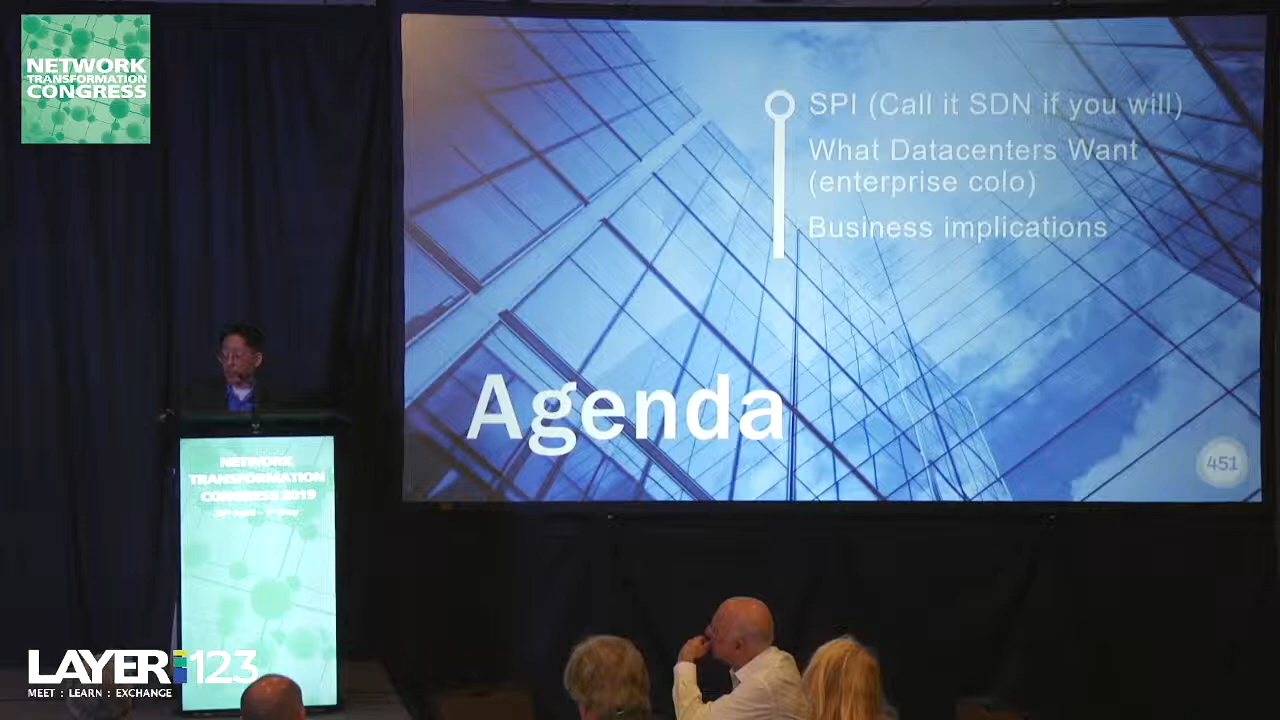 NETWORK
TRANSFORMATION
CONGRESS
SPI (Call it SDN if you will)
What Datacenters Want
(enterprise colo)
Business implications
Agenda
451
NETWORK
TRANSFORMATION
CONGRESS 2019
LAYER123
MEET : LEARN : EXCHANGE